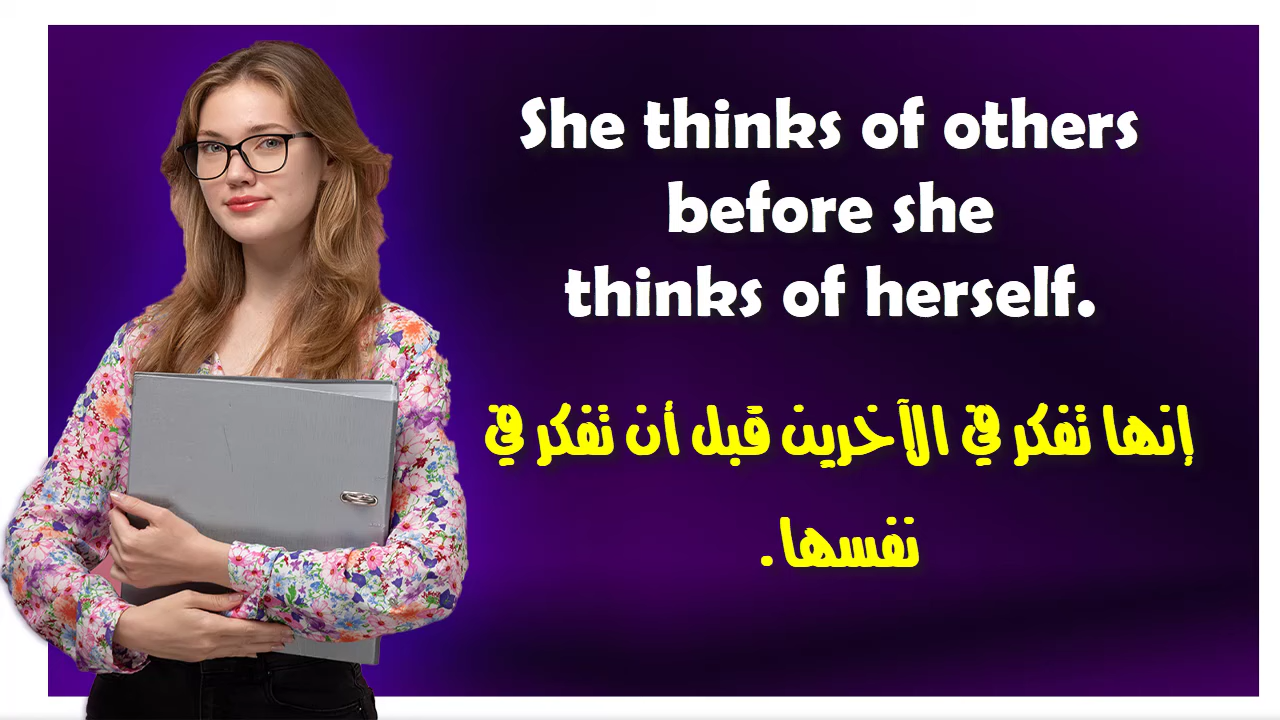 She thinks of others
before she
thinks of herself.
إنها تفكر في الآخرين قبل أن تفكر في
نفسها.